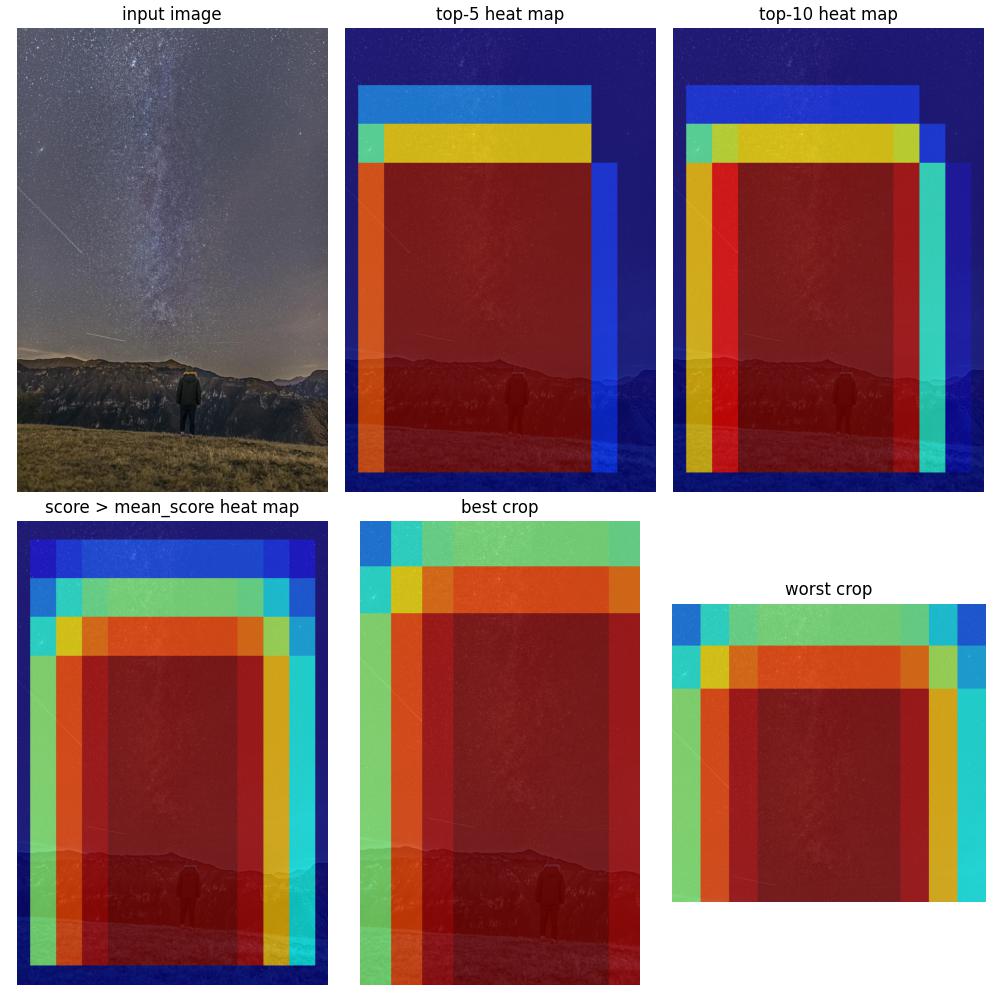 input image
top-5 heat map
top-10 heat map
score > mean_score heat map
best crop
worst crop